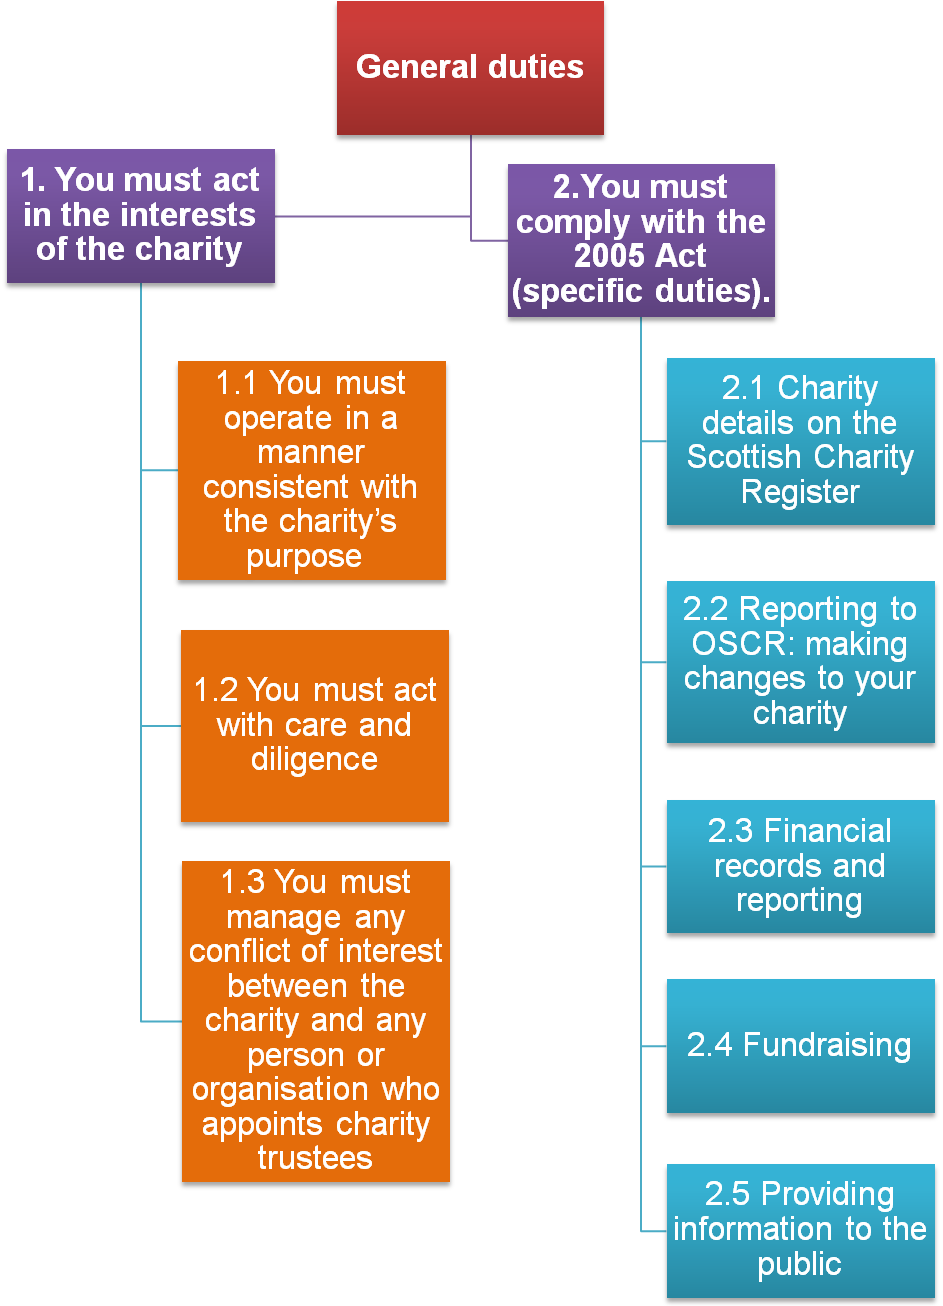 General duties
1. You must act
in the interests
of the charity
2.You must
comply with the
2005 Act
(specific duties).
1.1 You must
operate in a
manner
consistent with
the charity’s
purpose
1.2 You must act
with care and
diligence
1.3 You must
manage any
conflict of interest
between the
charity and any
person or
organisation who
appoints charity
trustees
2.1 Charity
details on the
Scottish Charity
Register
2.2 Reporting to
OSCR: making
changes to your
charity
2.3 Financial
records and
reporting
2.4 Fundraising
2.5 Providing
information to the
public